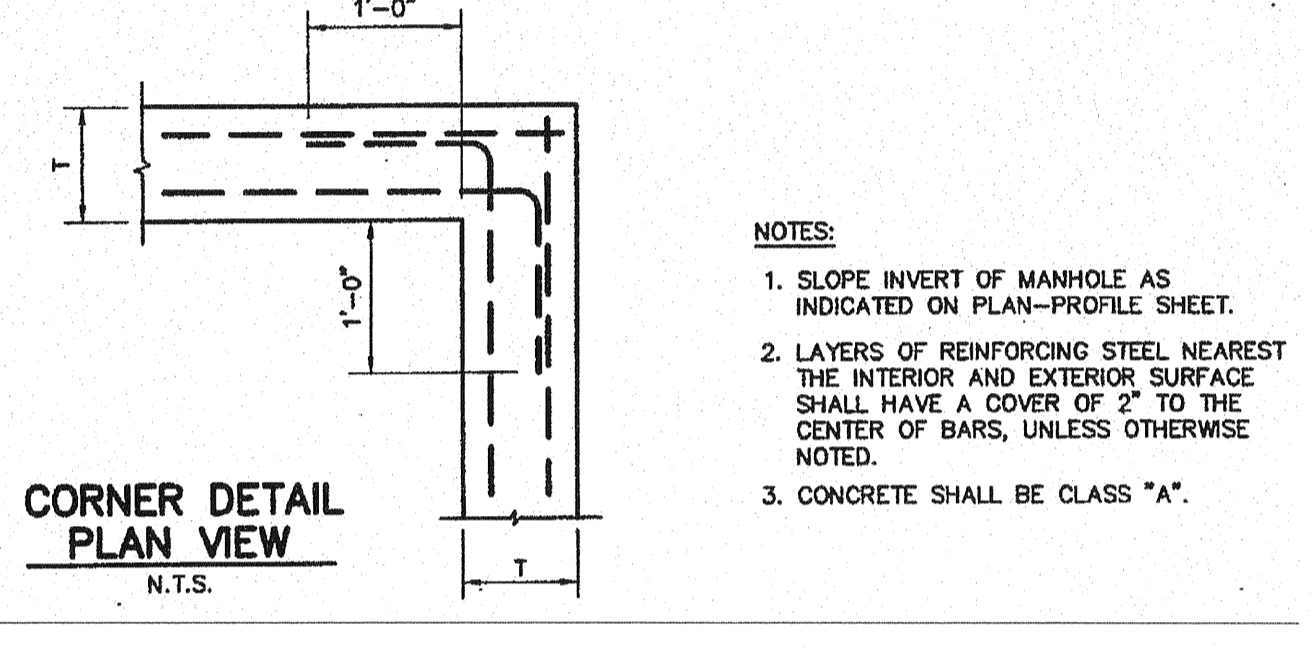 1'-0"
T
1'-0"
CORNER DETAIL
PLAN VIEW
N.T.S.
T
NOTES:
1. SLOPE INVERT OF MANHOLE AS
INDICATED ON PLAN-PROFILE SHEET.
2. LAYERS OF REINFORCING STEEL NEAREST
THE INTERIOR AND EXTERIOR SURFACE
SHALL HAVE A COVER OF 2" TO THE
CENTER OF BARS, UNLESS OTHERWISE
NOTED.
3. CONCRETE SHALL BE CLASS "A".